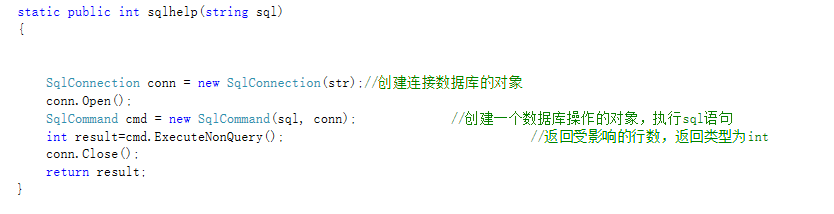 static public int sqlhelp(string sql)
{
SqlConnection conn = new SqlConnection(str);//创建连接数据库的对象
conn.Open();
SqlCommand cmd = new SqlCommand(sql, conn); //创建一个数据库操作的对象，执行sql语句
int result=cmd.ExecuteNonQuery(); //返回受影响的行数，返回类型为int
conn.Close();
return result;
}